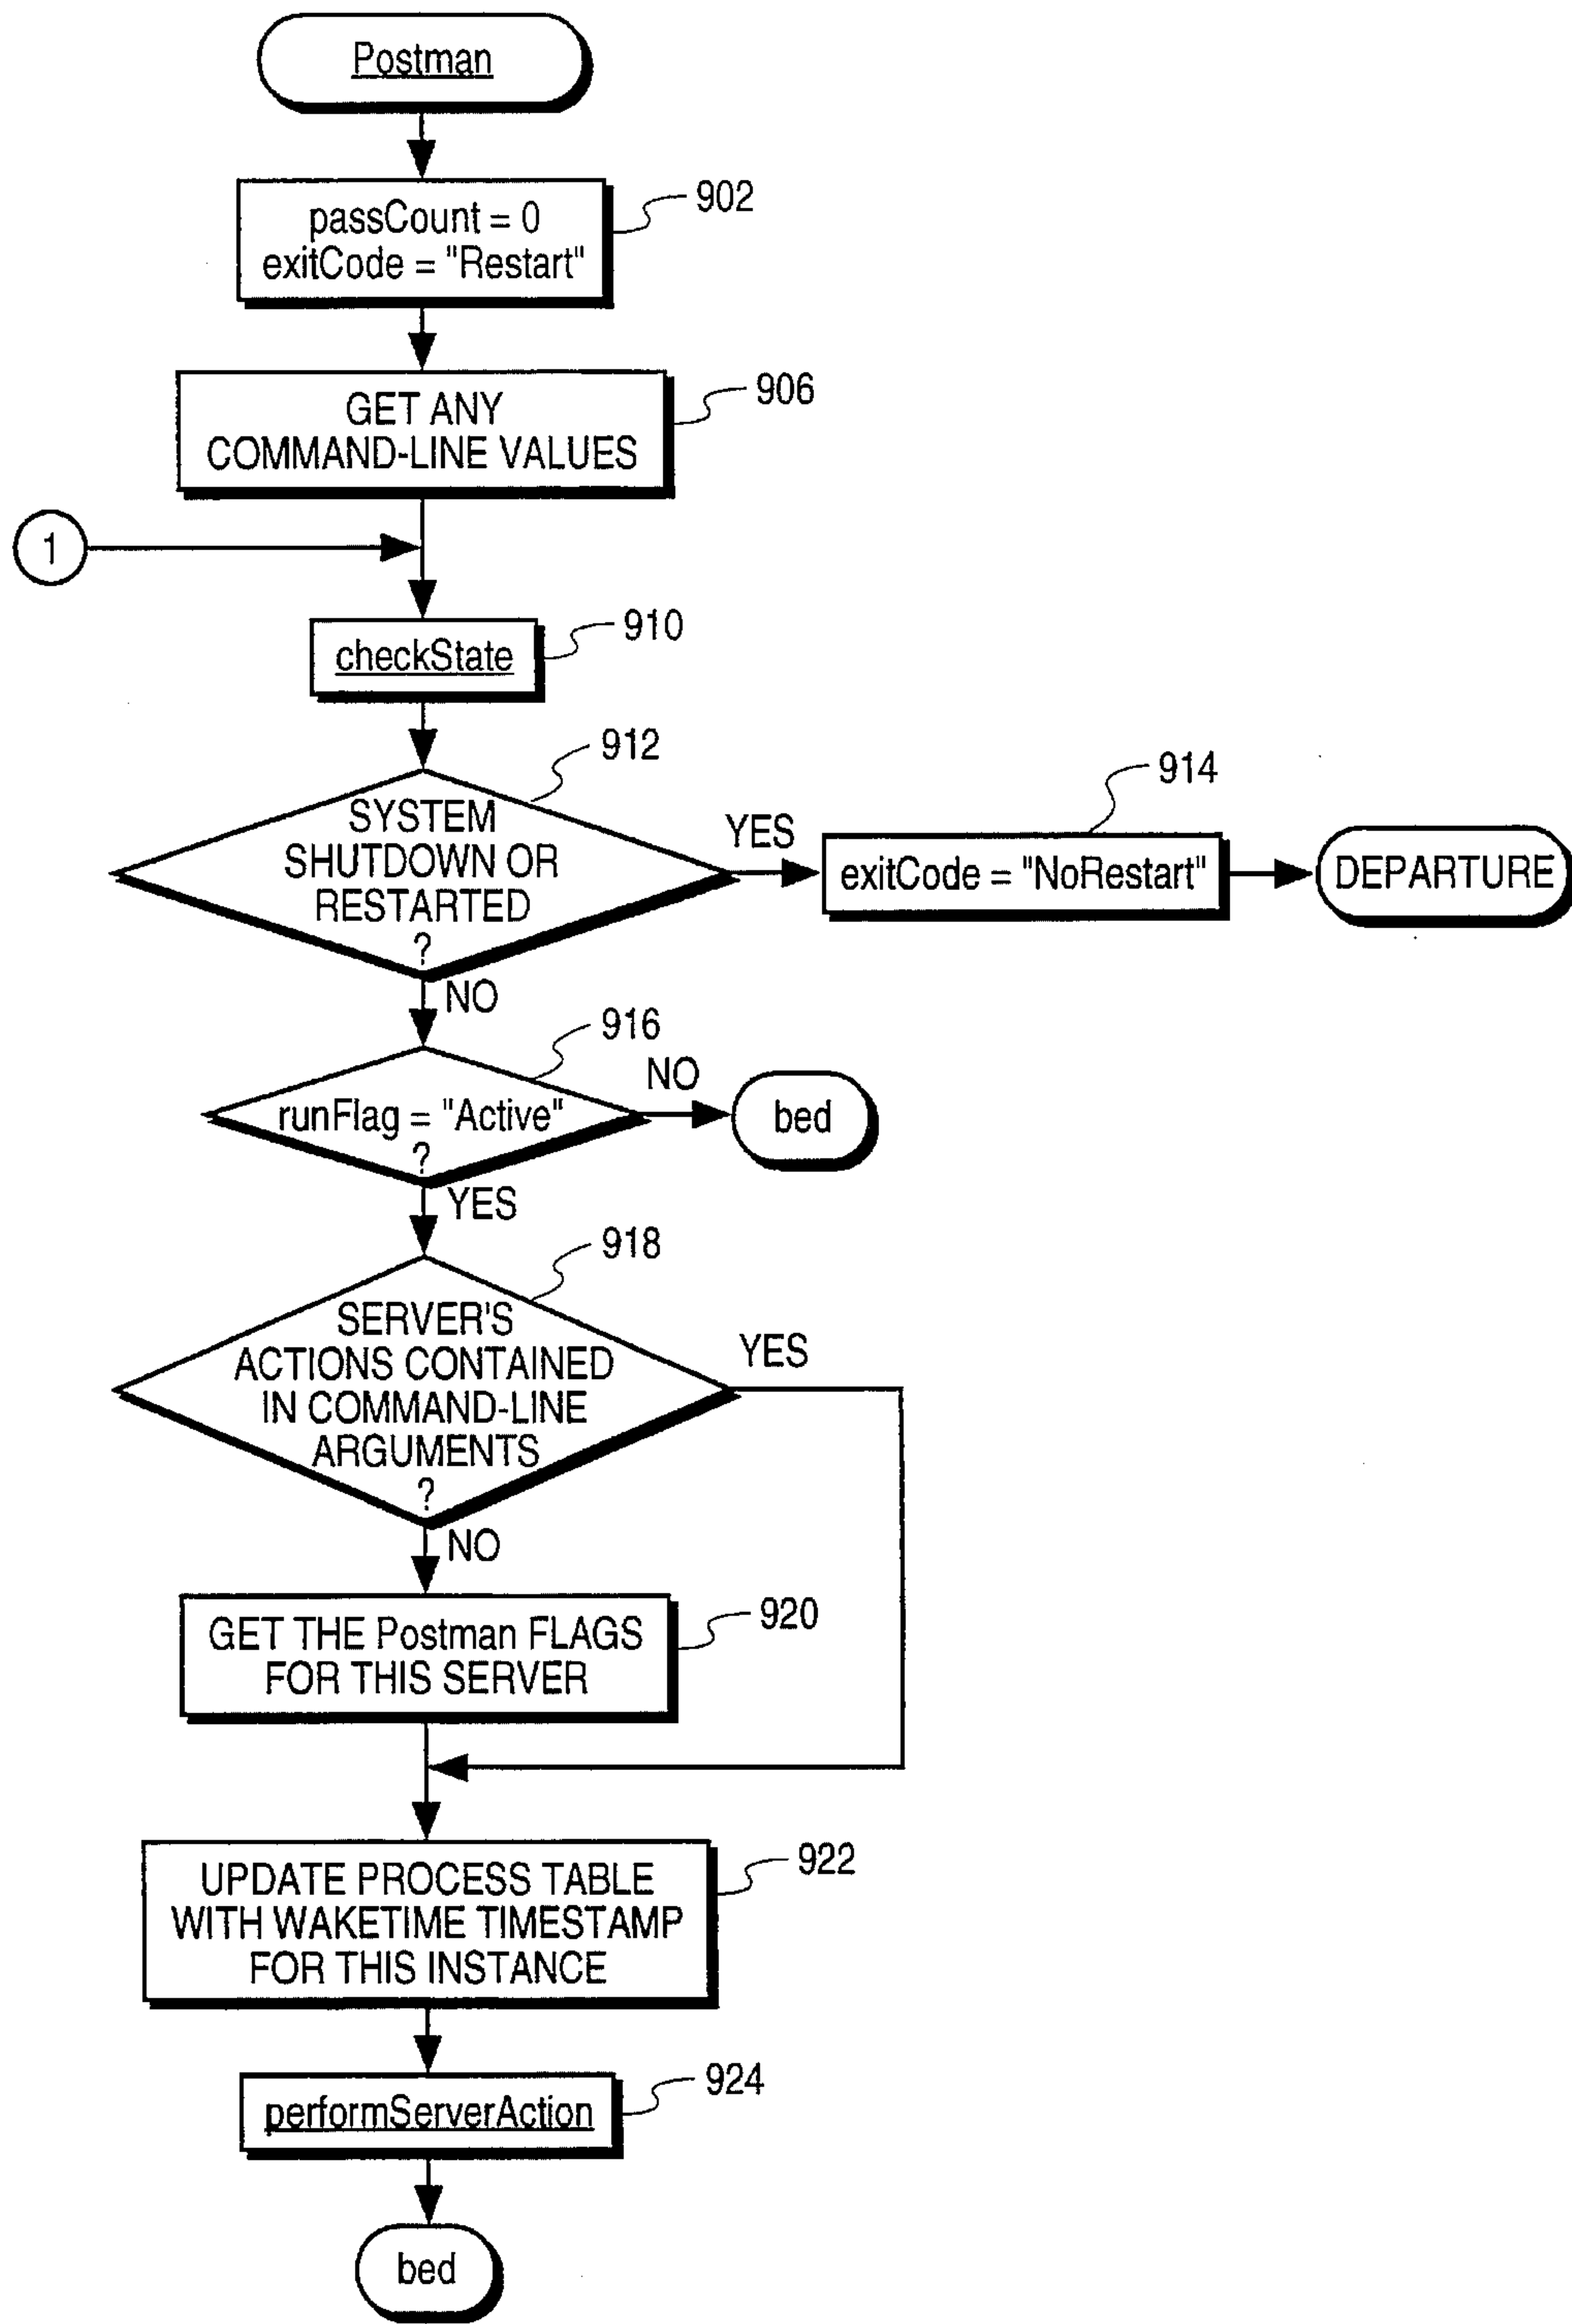 Postman
902
passCount = 0
exitCode = "Restart"
906
GET ANY
COMMAND-LINE VALUES
1
910
checkState
912
914
SYSTEM
SHUTDOWN OR
RESTARTED
?
YES
exitCode = "NoRestart"
DEPARTURE
NO
916
runFlag = "Active"
?
NO
bed
YES
918
SERVER'S
ACTIONS CONTAINED
IN COMMAND-LINE
ARGUMENTS
?
YES
NO
920
GET THE Postman FLAGS
FOR THIS SERVER
922
UPDATE PROCESS TABLE
WITH WAKETIME TIMESTAMP
FOR THIS INSTANCE
924
performServerAction
bed